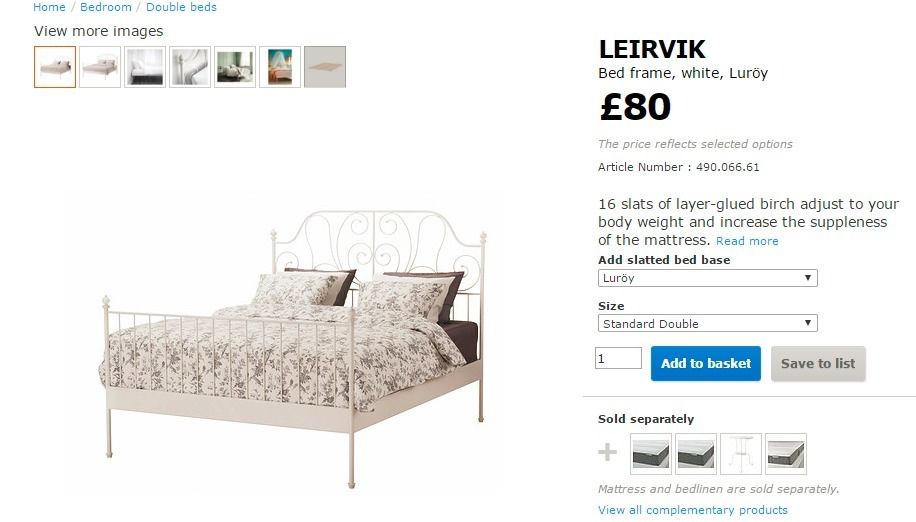 Home / Bedroom / Double beds
View more images
LEIRVIK
Bed frame, white, Luröy
£80
The price reflects selected options
Article Number : 490.066.61
16 slats of layer-glued birch adjust to your
body weight and increase the suppleness
of the mattress. Read more
Add slatted bed base
Luröy
Size
Standard Double
1
Add to basket
Save to list
Sold separately
Mattress and bedlinen are sold separately.
View all complementary products